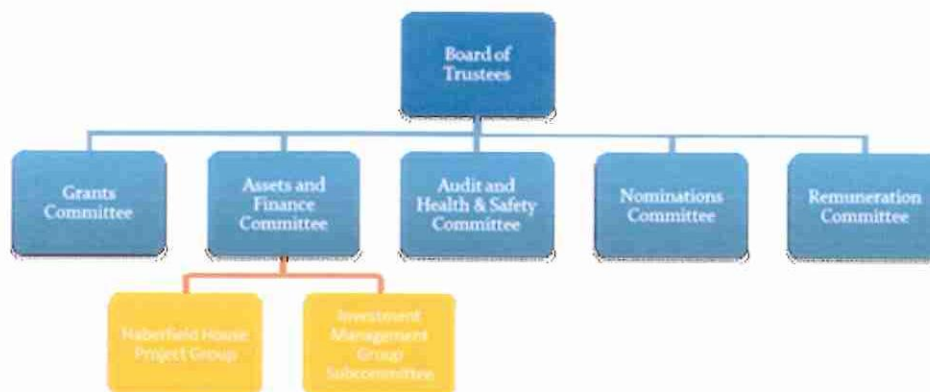 Board of
Trustees
Grants
Committee
Assets and
Finance
Committee
Audit and
Health & Safety
Committee
Nominations
Committee
Remuneration
Committee
Haberfield House
Project Group
Investment
Management
Group
Subcommittee